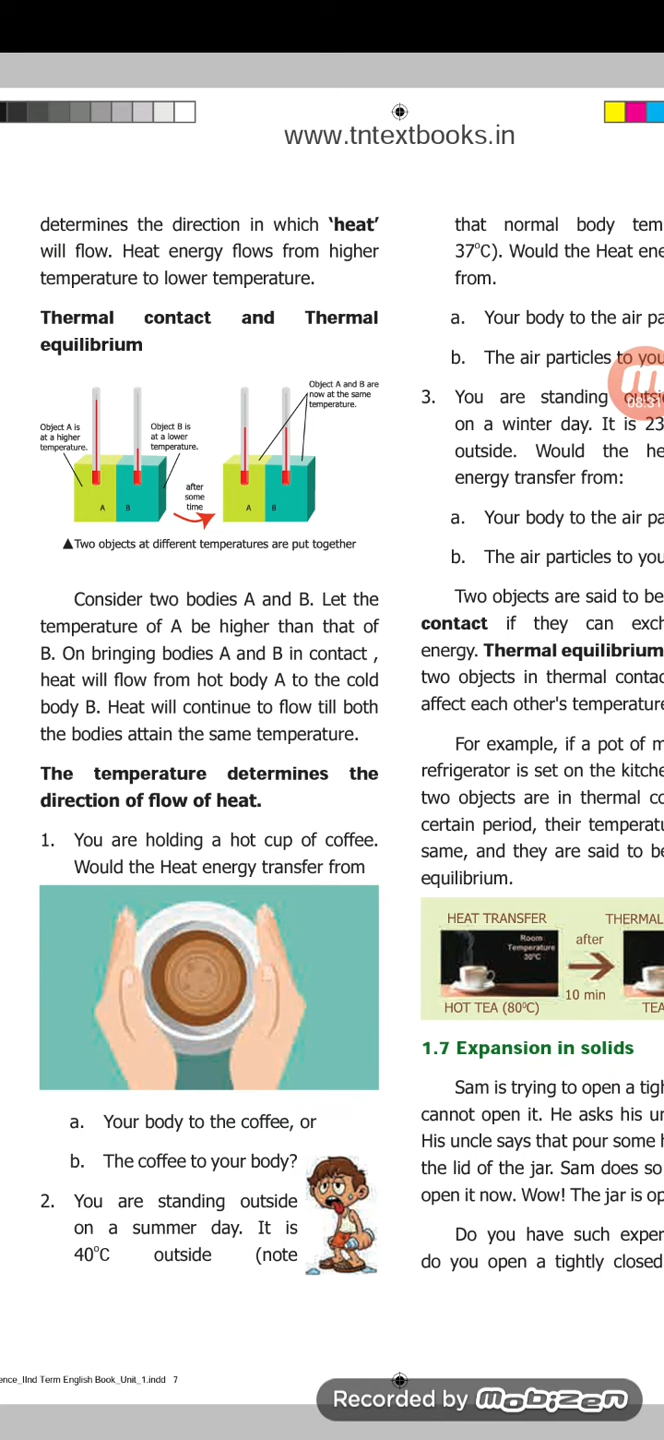 www.tntextbooks.in
determines the direction in which ‘heat’
will flow. Heat energy flows from higher
temperature to lower temperature.
Thermal contact and Thermal
equilibrium
Object A is
at a higher
temperature.
Object B is
at a lower
temperature.
Object A and B are
now at the same
temperature.
after
some
time
A B
A B
▲Two objects at different temperatures are put together
Consider two bodies A and B. Let the
temperature of A be higher than that of
B. On bringing bodies A and B in contact ,
heat will flow from hot body A to the cold
body B. Heat will continue to flow till both
the bodies attain the same temperature.
The temperature determines the
direction of flow of heat.
1. You are holding a hot cup of coffee.
Would the Heat energy transfer from
a. Your body to the coffee, or
b. The coffee to your body?
2. You are standing outside
on a summer day. It is
40°C outside (note
that normal body tem
37°C). Would the Heat ene
from.
a. Your body to the air pa
b. The air particles to you
08:31
3. You are standing outsi
on a winter day. It is 23
outside. Would the he
energy transfer from:
a. Your body to the air pa
b. The air particles to you
Two objects are said to be
contact if they can exch
energy. Thermal equilibrium
two objects in thermal contac
affect each other's temperature
For example, if a pot of m
refrigerator is set on the kitche
two objects are in thermal co
certain period, their temperatu
same, and they are said to be
equilibrium.
HEAT TRANSFER THERMAL
Room
Temperature
30°C
after
10 min
HOT TEA (80°C) TEA
1.7 Expansion in solids
Sam is trying to open a tigh
cannot open it. He asks his un
His uncle says that pour some h
the lid of the jar. Sam does so
open it now. Wow! The jar is op
Do you have such exper
do you open a tightly closed
ence_IInd Term English Book_Unit_1.indd 7
Recorded by mobizen